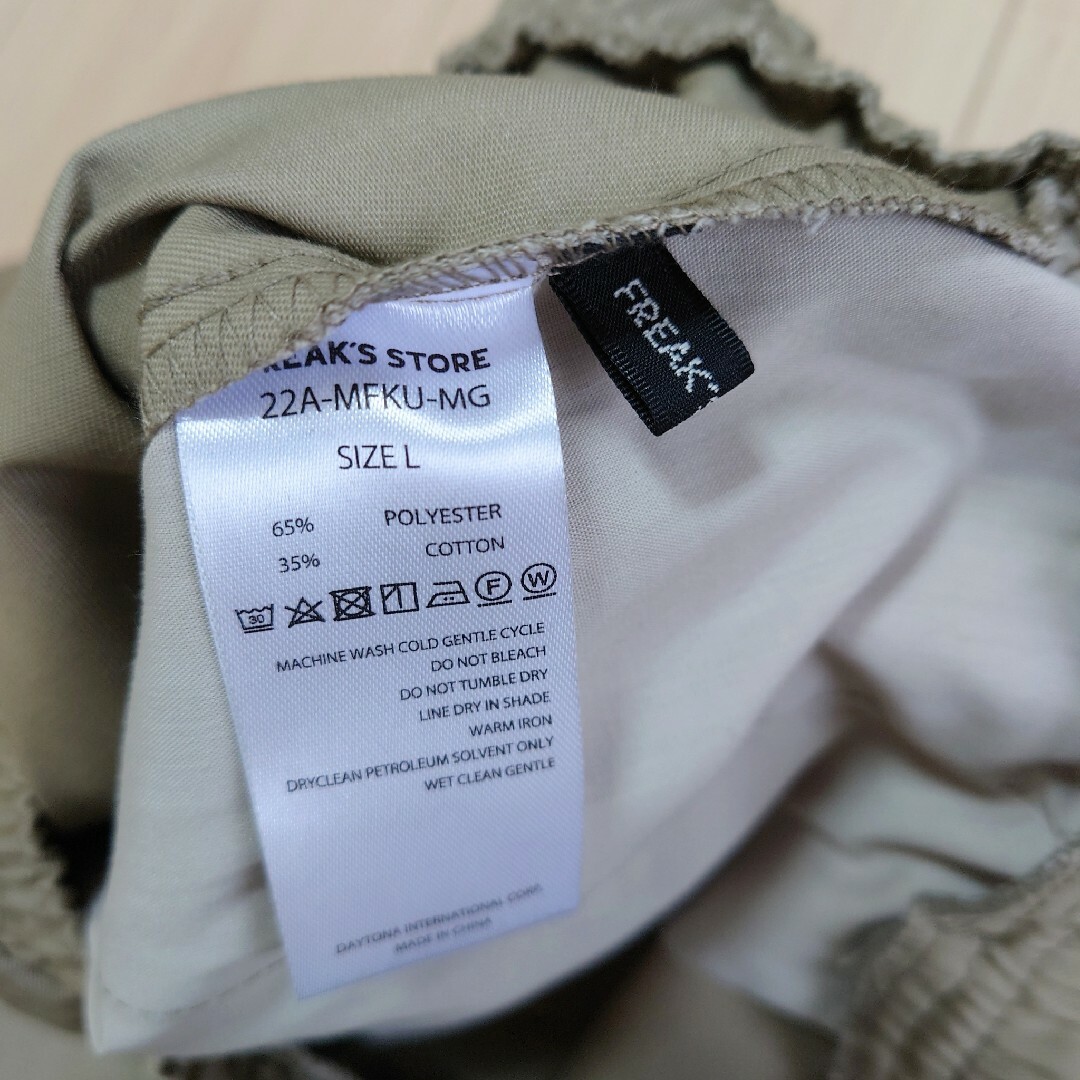 FREAK'S STORE
22A-MFKU-MG
SIZE L
65% POLYESTER
35% COTTON
30 F W
MACHINE WASH COLD GENTLE CYCLE
DO NOT BLEACH
DO NOT TUMBLE DRY
LINE DRY IN SHADE
WARM IRON
DRYCLEAN PETROLEUM SOLVENT ONLY
WET CLEAN GENTLE
DAYTONA INTERNATIONAL CORP.
MADE IN CHINA
FREAK'